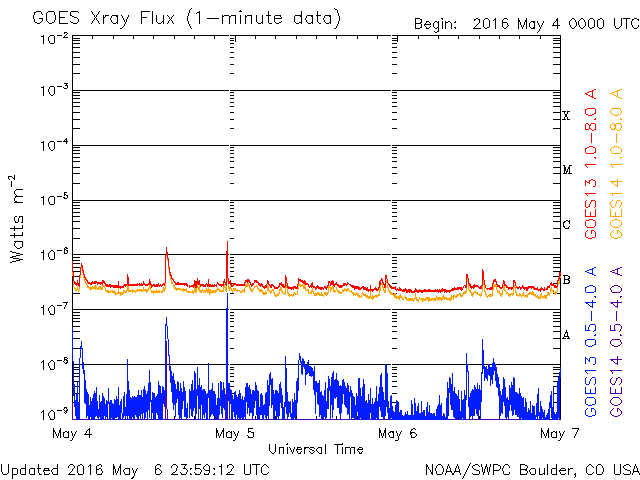 GOES Xray Flux (1-minute data)
Begin: 2016 May 4 0000 UTC
10-2
10-3
10-4
10-5
10-6
10-7
10-8
10-9
Watts m-2
X
M
C
B
A
GOES13 1.0-8.0 A
GOES14 1.0-8.0 A
GOES13 0.5-4.0 A
GOES14 0.5-4.0 A
May 4
May 5
May 6
May 7
Universal Time
Updated 2016 May 6 23:59:12 UTC
NOAA/SWPC Boulder, CO USA